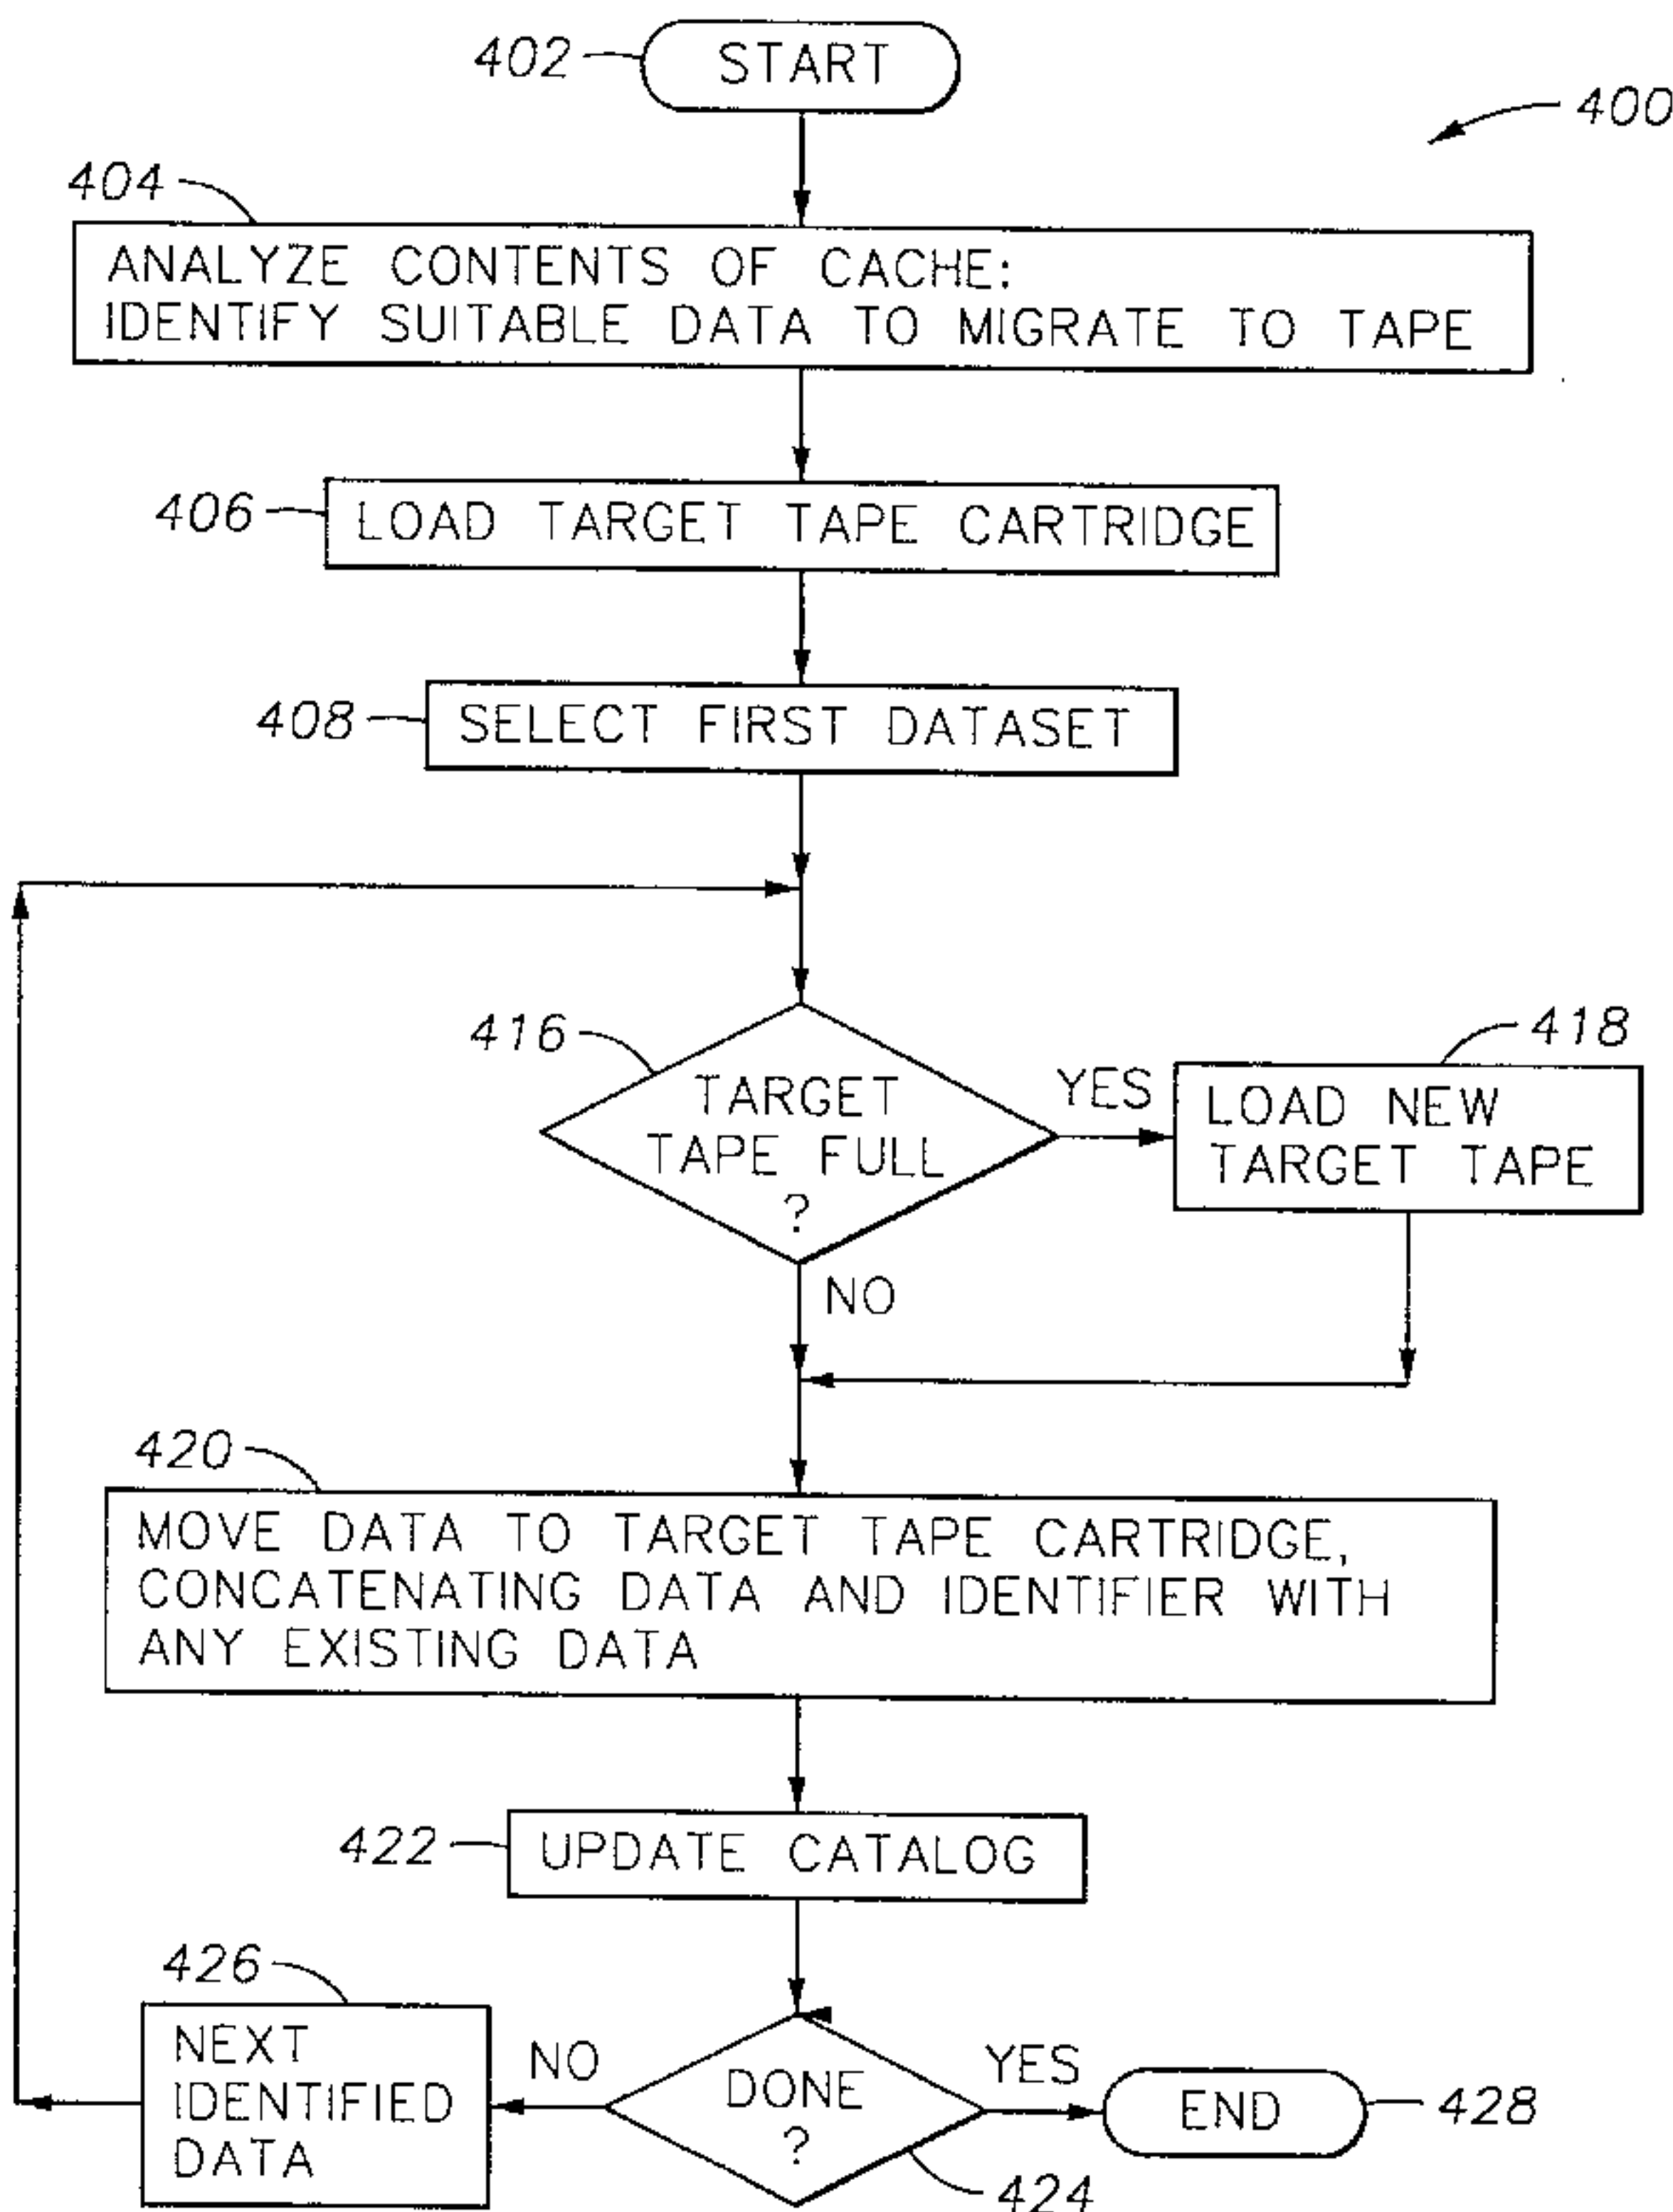 402
START
400
404
ANALYZE CONTENTS OF CACHE:
IDENTIFY SUITABLE DATA TO MIGRATE TO TAPE
406
LOAD TARGET TAPE CARTRIDGE
408
SELECT FIRST DATASET
416
TARGET
TAPE FULL
?
YES
418
LOAD NEW
TARGET TAPE
NO
420
MOVE DATA TO TARGET TAPE CARTRIDGE,
CONCATENATING DATA AND IDENTIFIER WITH
ANY EXISTING DATA
422
UPDATE CATALOG
426
NEXT
IDENTIFIED
DATA
NO
DONE
?
YES
END
428
424